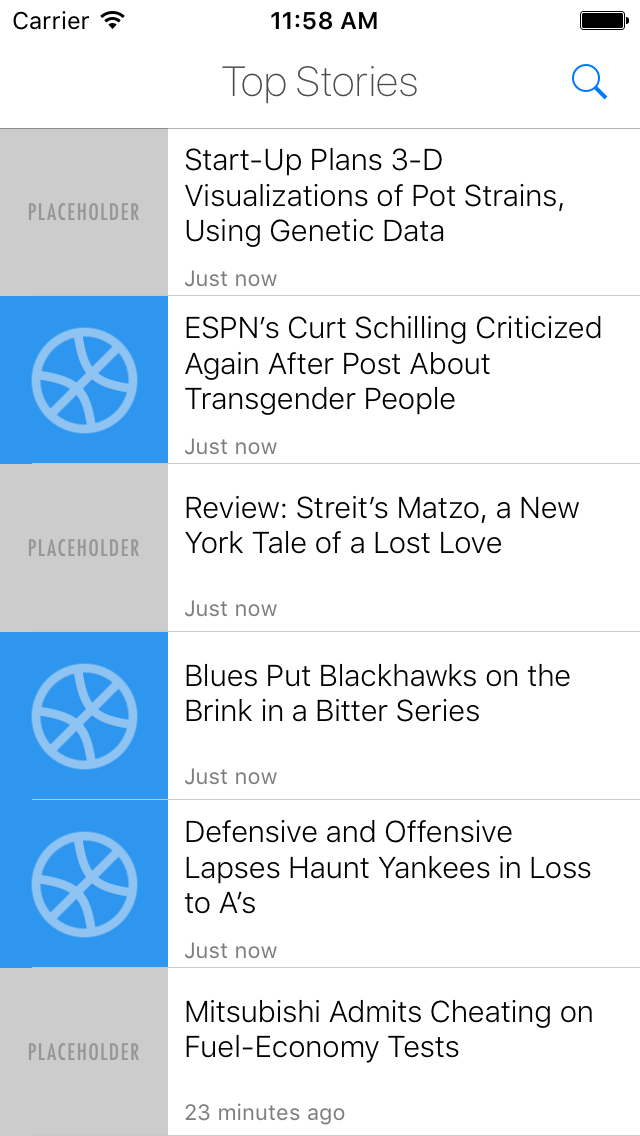 Carrier 11:58 AM
Top Stories
PLACEHOLDER
Start-Up Plans 3-D
Visualizations of Pot Strains,
Using Genetic Data
Just now
ESPN’s Curt Schilling Criticized
Again After Post About
Transgender People
Just now
PLACEHOLDER
Review: Streit’s Matzo, a New
York Tale of a Lost Love
Just now
Blues Put Blackhawks on the
Brink in a Bitter Series
Just now
Defensive and Offensive
Lapses Haunt Yankees in Loss
to A’s
Just now
PLACEHOLDER
Mitsubishi Admits Cheating on
Fuel-Economy Tests
23 minutes ago